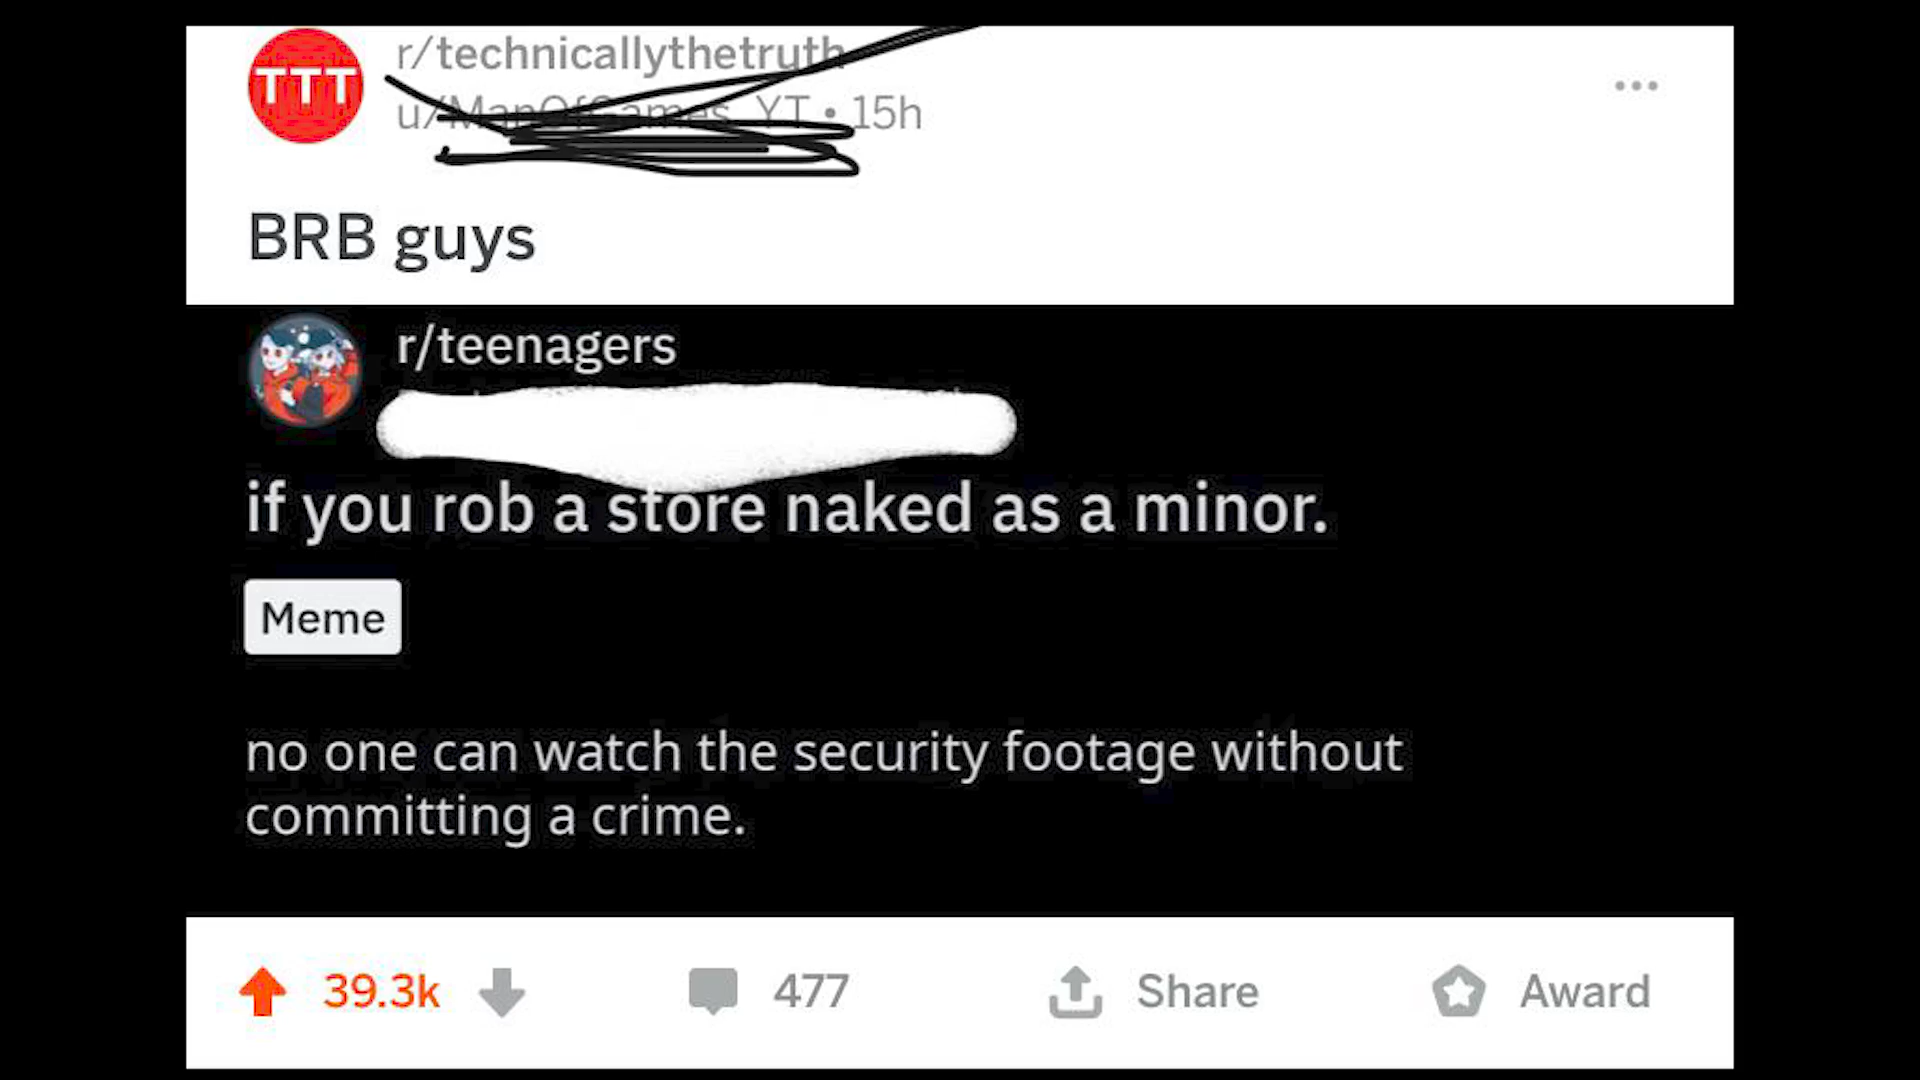 TTT
r/technicallythetruth
u/ManOfGames_YT • 15h
BRB guys
r/teenagers
if you rob a store naked as a minor.
Meme
no one can watch the security footage without
committing a crime.
39.3k
477
Share
Award